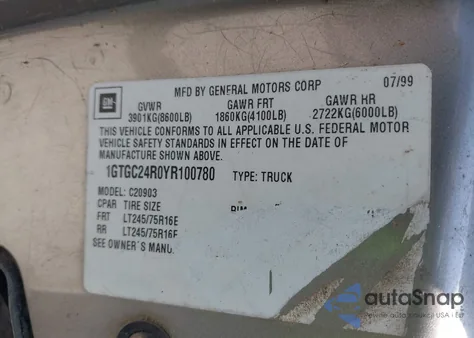 MFD BY GENERAL MOTORS CORP 07/99
GM
GVWR GAWR FRT GAWR RR
3901KG(8600LB) 1860KG(4100LB) 2722KG(6000LB)
THIS VEHICLE CONFORMS TO ALL APPLICABLE U.S. FEDERAL MOTOR
VEHICLE SAFETY STANDARDS IN EFFECT ON THE DATE OF
MANUFACTURE SHOWN ABOVE.
1GTGC24R0YR100780 TYPE: TRUCK
MODEL: C20903
CPAR TIRE SIZE RIM
FRT LT245/75R16E
RR LT245/75R16E
SEE OWNER'S MANU
autoSnap